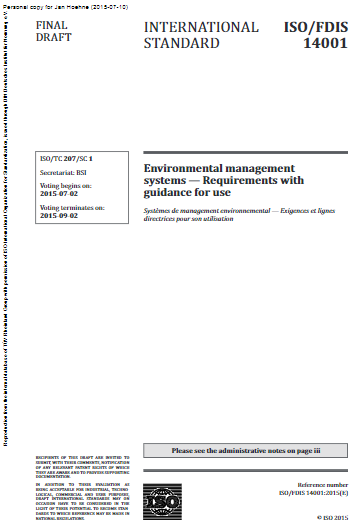 Personal copy for Jan Hoehne (2015-07-10)
FINAL
DRAFT
INTERNATIONAL
STANDARD
ISO/FDIS
14001
ISO/TC 207/SC 1
Secretariat: BSI
Voting begins on:
2015-07-02
Voting terminates on:
2015-09-02
Environmental management
systems — Requirements with
guidance for use
Systèmes de management environnemental — Exigences et lignes
directrices pour son utilisation
Please see the administrative notes on page iii
RECIPIENTS OF THIS DRAFT ARE INVITED TO
SUBMIT, WITH THEIR COMMENTS, NOTIFICATION
OF ANY RELEVANT PATENT RIGHTS OF WHICH
THEY ARE AWARE AND TO PROVIDE SUPPORTING
DOCUMENTATION.
IN ADDITION TO THEIR EVALUATION AS
BEING ACCEPTABLE FOR INDUSTRIAL, TECHNO-
LOGICAL, COMMERCIAL AND USER PURPOSES,
DRAFT INTERNATIONAL STANDARDS MAY ON
OCCASION HAVE TO BE CONSIDERED IN THE
LIGHT OF THEIR POTENTIAL TO BECOME STAN-
DARDS TO WHICH REFERENCE MAY BE MADE IN
NATIONAL REGULATIONS.
ISO
Reference number
ISO/FDIS 14001:2015(E)
© ISO 2015